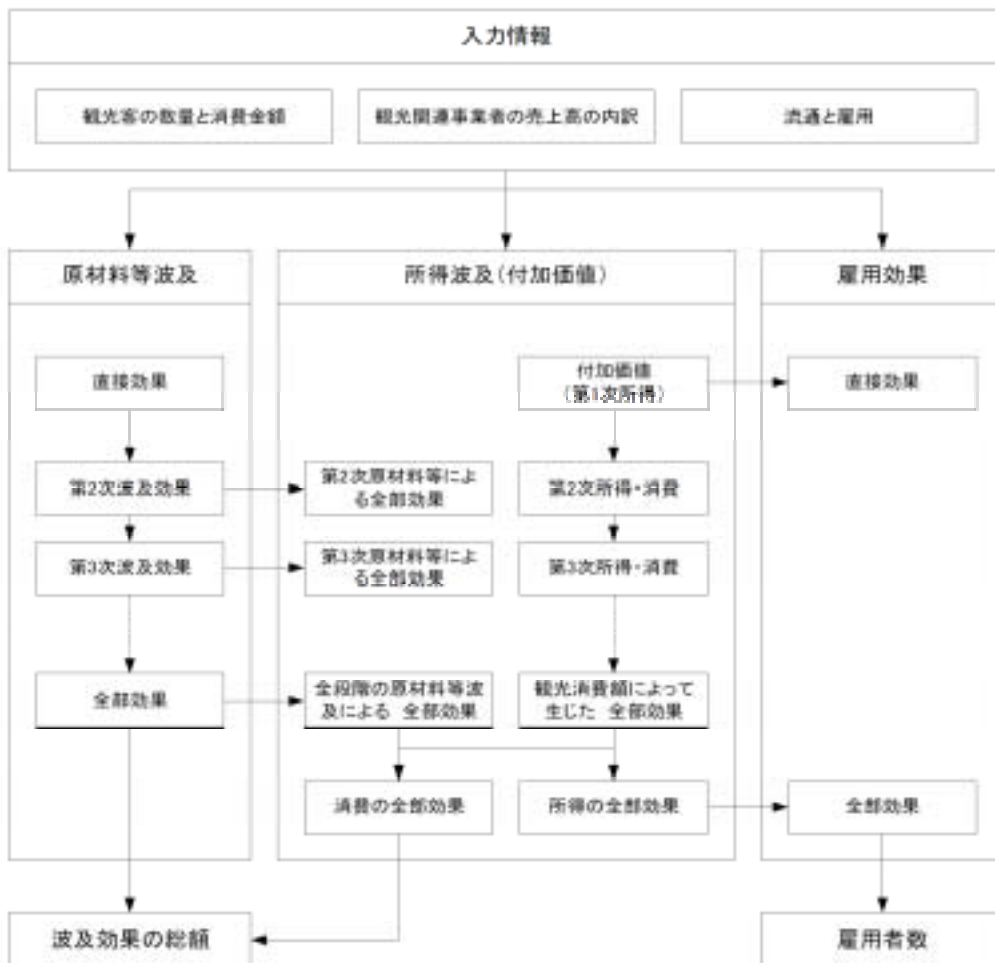 入力情報
観光客の数量と消費金額
観光関連事業者の売上高の内訳
流通と雇用
原材料等波及
所得波及(付加価値)
雇用効果
直接効果
付加価値
(第1次所得)
直接効果
第2次波及効果
第2次原材料等によ
る全部効果
第2次所得・消費
第3次波及効果
第3次原材料等によ
る全部効果
第3次所得・消費
全部効果
全段階の原材料等波
及による 全部効果
観光消費額によって
生じた 全部効果
消費の全部効果
所得の全部効果
全部効果
波及効果の総額
雇用者数